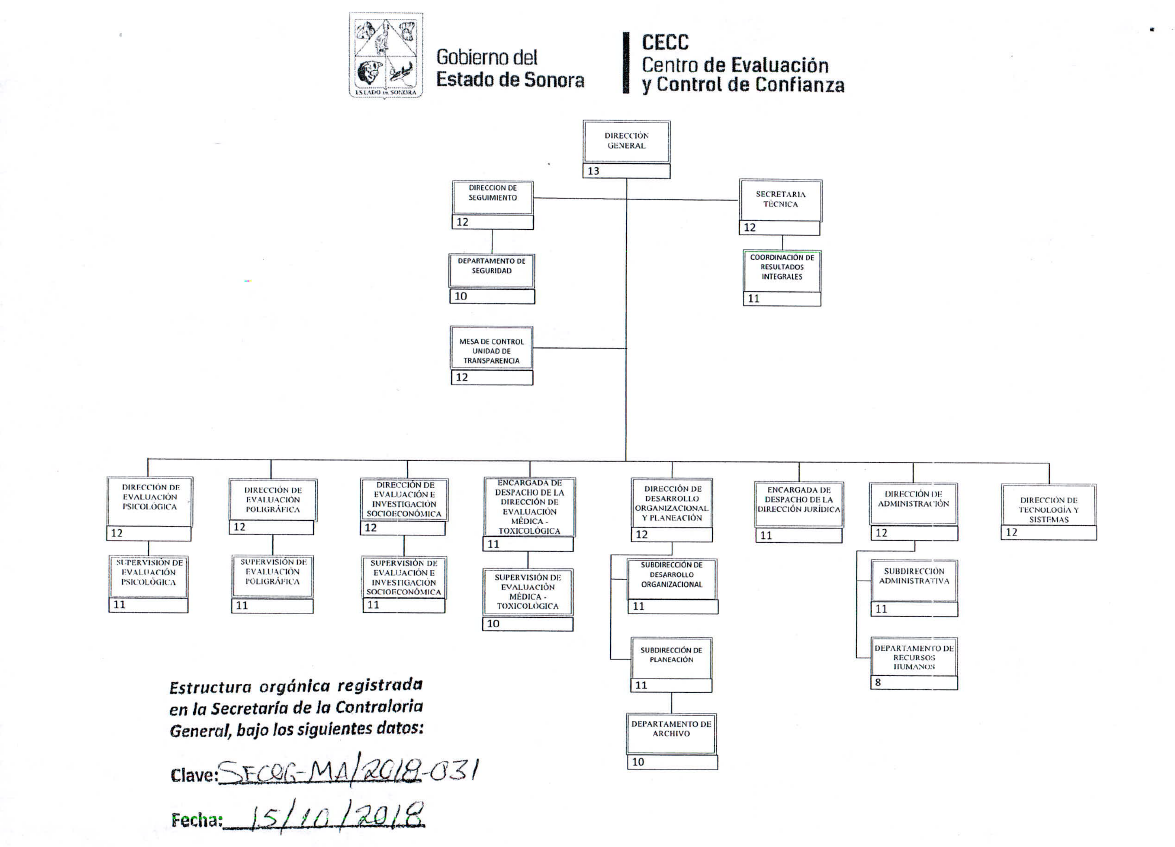 Gobierno del
Estado de Sonora
ESTADO DE SONORA
CECC
Centro de Evaluación
y Control de Confianza
DIRECCIÓN
GENERAL
13
DIRECCION DE
SEGUIMIENTO
12
SECRETARIA
TÉCNICA
12
DEPARTAMENTO DE
SEGURIDAD
10
COORDINACIÓN DE
RESULTADOS
INTEGRALES
11
MESA DE CONTROL
UNIDAD DE
TRANSPARENCIA
12
DIRECCIÓN DE
EVALUACIÓN
PSICOLÓGICA
12
DIRECCIÓN DE
EVALUACIÓN
POLIGRÁFICA
12
DIRECCIÓN DE
EVALUACIÓN E
INVESTIGACIÓN
SOCIOECONÓMICA
12
ENCARGADA DE
DESPACHO DE LA
DIRECCIÓN DE
EVALUACIÓN
MÉDICA -
TOXICOLÓGICA
11
DIRECCIÓN DE
DESARROLLO
ORGANIZACIONAL
Y PLANEACIÓN
12
ENCARGADA DE
DESPACHO DE LA
DIRECCIÓN JURÍDICA
11
DIRECCIÓN DE
ADMINISTRACIÓN
12
DIRECCIÓN DE
TECNOLOGÍA Y
SISTEMAS
12
SUPERVISIÓN DE
EVALUACIÓN
PSICOLÓGICA
11
SUPERVISIÓN DE
EVALUACIÓN
POLIGRÁFICA
11
SUPERVISIÓN DE
EVALUACIÓN E
INVESTIGACIÓN
SOCIOECONÓMICA
11
SUPERVISIÓN DE
EVALUACIÓN
MÉDICA -
TOXICOLÓGICA
10
SUBDIRECCIÓN DE
DESARROLLO
ORGANIZACIONAL
11
SUBDIRECCIÓN
ADMINISTRATIVA
11
SUBDIRECCIÓN DE
PLANEACIÓN
11
DEPARTAMENTO DE
RECURSOS
HUMANOS
8
DEPARTAMENTO DE
ARCHIVO
10
Estructura orgánica registrada
en la Secretaría de la Contraloria
General, bajo los siguientes datos:
Clave: SECOG-MA/2018-031
Fecha: 15/10/2018